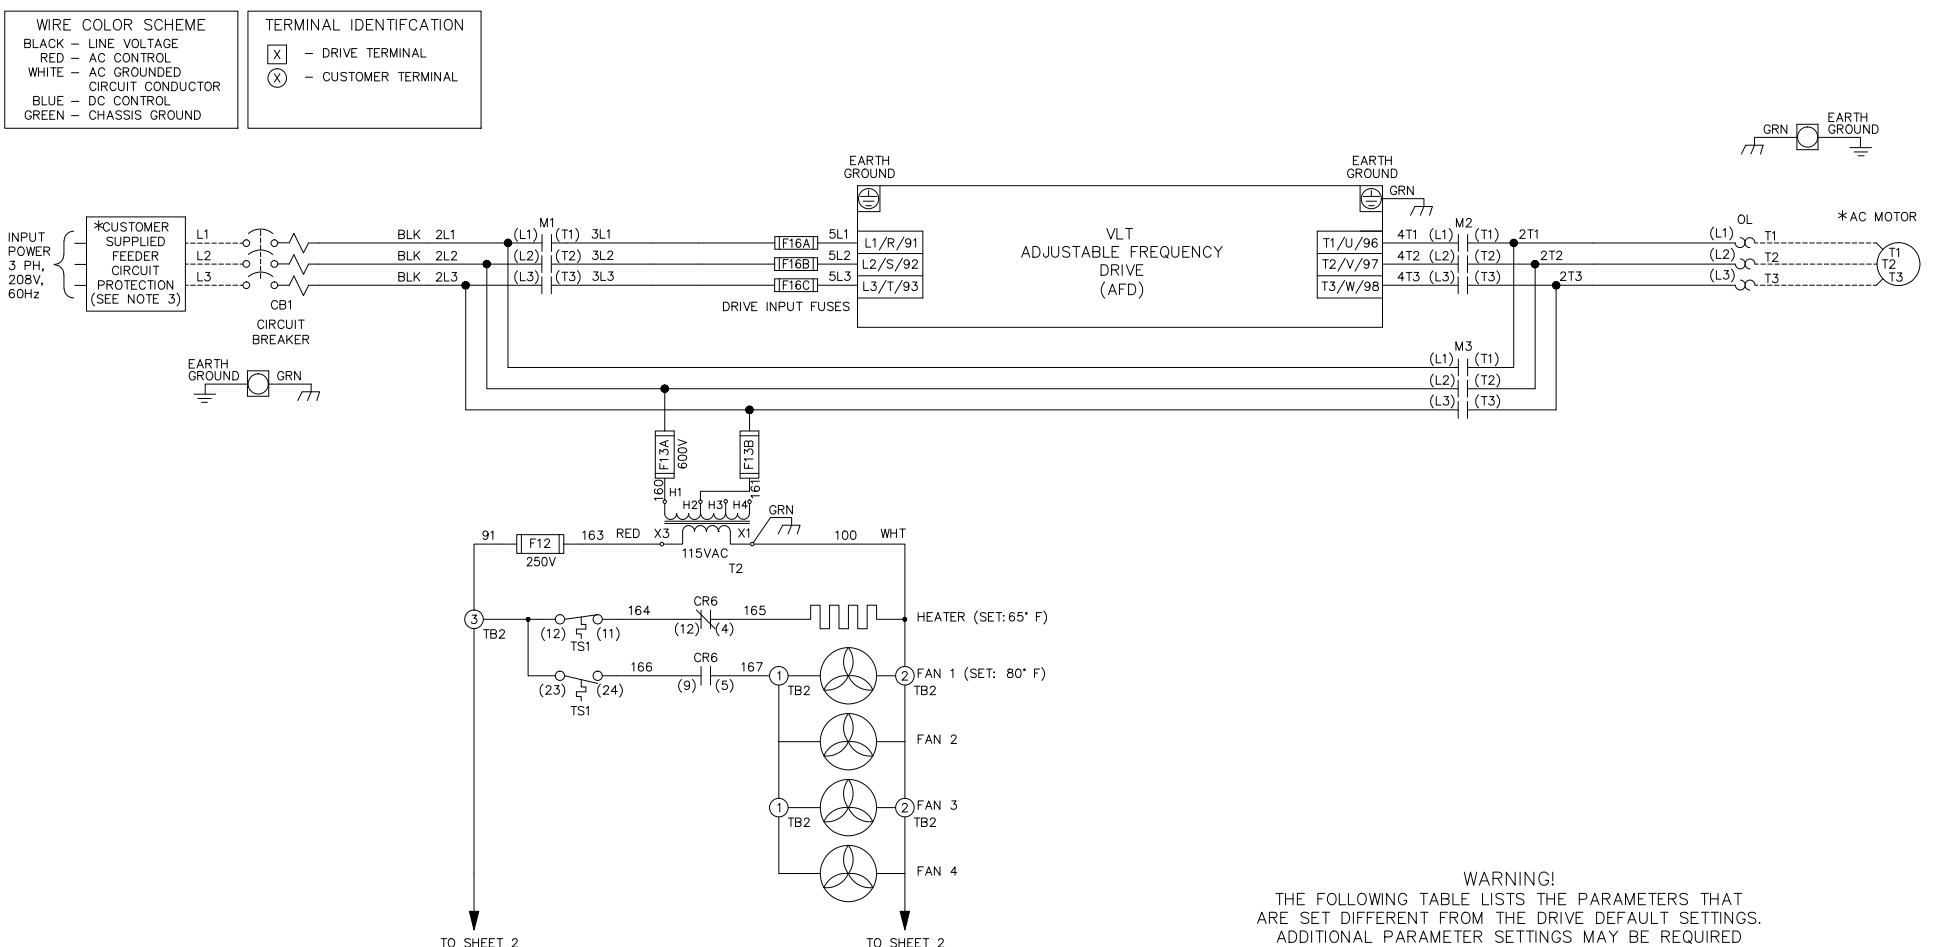 WIRE COLOR SCHEME
BLACK – LINE VOLTAGE
RED – AC CONTROL
WHITE – AC GROUNDED
CIRCUIT CONDUCTOR
BLUE – DC CONTROL
GREEN – CHASSIS GROUND
TERMINAL IDENTIFCATION
X – DRIVE TERMINAL
X – CUSTOMER TERMINAL
GRN
EARTH
GROUND
INPUT
POWER
3 PH,
208V,
60Hz
*CUSTOMER
SUPPLIED
FEEDER
CIRCUIT
PROTECTION
(SEE NOTE 3)
L1
L2
L3
CB1
CIRCUIT
BREAKER
EARTH
GROUND
GRN
BLK 2L1
BLK 2L2
BLK 2L3
M1
(L1) (T1) 3L1
(L2) (T2) 3L2
(L3) (T3) 3L3
F16A 5L1
F16B 5L2
F16C 5L3
DRIVE INPUT FUSES
EARTH
GROUND
L1/R/91
L2/S/92
L3/T/93
VLT
ADJUSTABLE FREQUENCY
DRIVE
(AFD)
EARTH
GROUND
GRN
T1/U/96
T2/V/97
T3/W/98
M2
4T1 (L1) (T1) 2T1
4T2 (L2) (T2) 2T2
4T3 (L3) (T3) 2T3
OL
(L1) T1
(L2) T2
(L3) T3
*AC MOTOR
T1
T2
T3
M3
(L1) (T1)
(L2) (T2)
(L3) (T3)
F13A
600V
F13B
160
161
H1
H2 H3 H4
GRN
91
F12
250V
163 RED X3
X1
100 WHT
115VAC
T2
3
TB2
(12) (11)
TS1
164
CR6
(12) (4)
165
HEATER (SET:65° F)
(23) (24)
TS1
166
CR6
(9) (5)
167
1
TB2
2
TB2
FAN 1 (SET: 80° F)
FAN 2
1
TB2
2
TB2
FAN 3
FAN 4
TO SHEET 2
TO SHEET 2
WARNING!
THE FOLLOWING TABLE LISTS THE PARAMETERS THAT
ARE SET DIFFERENT FROM THE DRIVE DEFAULT SETTINGS.
ADDITIONAL PARAMETER SETTINGS MAY BE REQUIRED